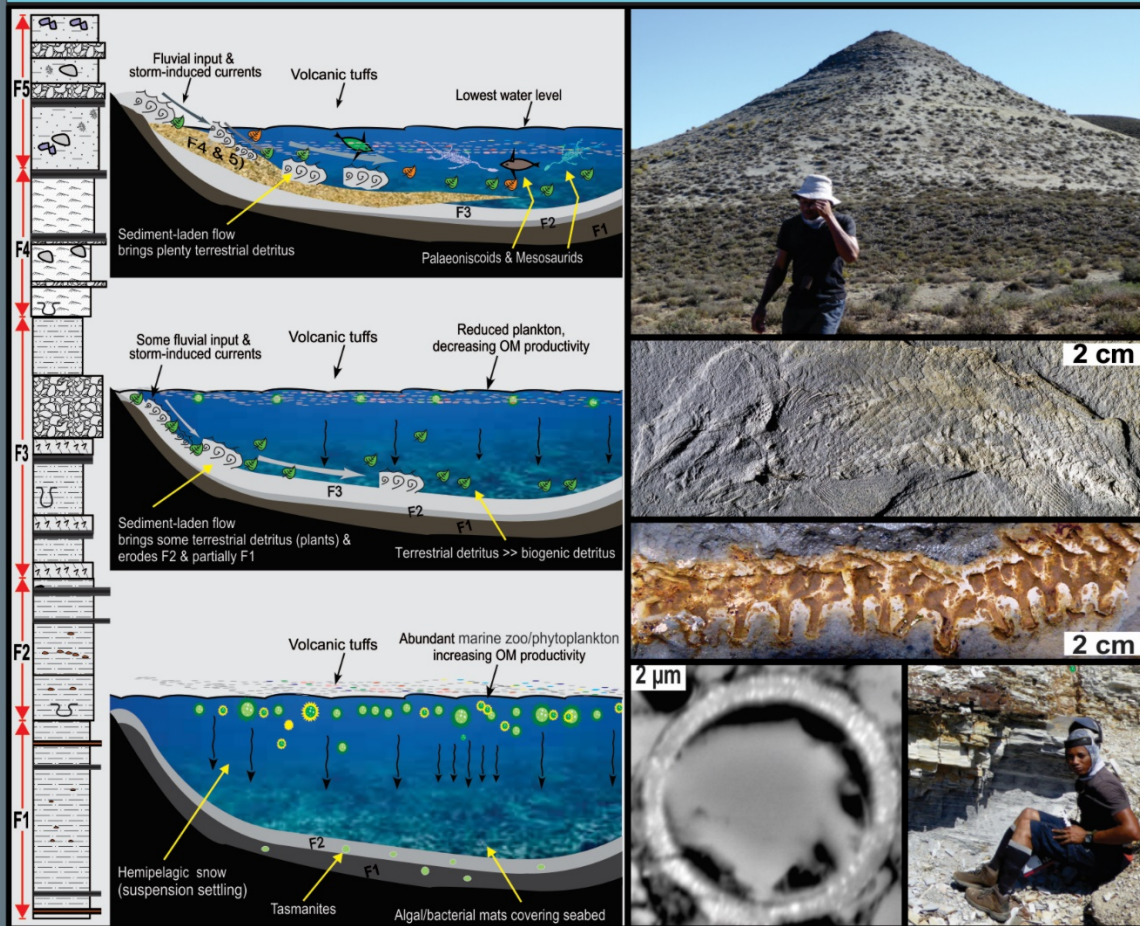 F5
F4
F3
F2
F1
Fluvial input &
storm-induced currents
Volcanic tuffs
Lowest water level
F4 & 5)
F3
F2
F1
Sediment-laden flow
brings plenty terrestrial detritus
Palaeoniscoids & Mesosaurids
Some fluvial input &
storm-induced currents
Volcanic tuffs
Reduced plankton,
decreasing OM productivity
F3
F2
F1
Sediment-laden flow
brings some terrestrial detritus (plants) &
erodes F2 & partially F1
Terrestrial detritus >> biogenic detritus
Volcanic tuffs
Abundant marine zoo/phytoplankton
increasing OM productivity
F2
F1
Hemipelagic snow
(suspension settling)
Tasmanites
Algal/bacterial mats covering seabed
2 cm
2 cm
2 µm